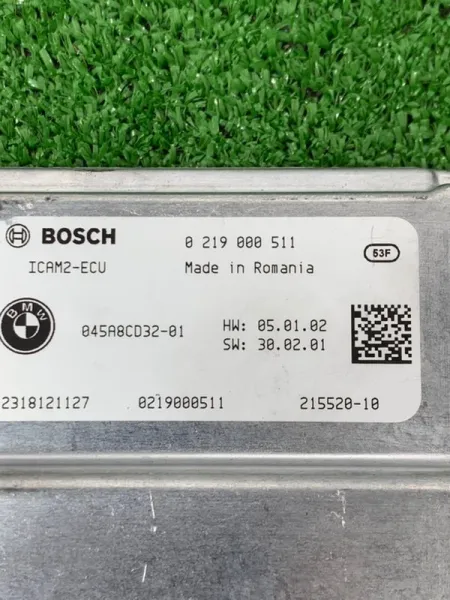 BOSCH 0 219 000 511
ICAM2-ECU Made in Romania 53F
BMW 045A8CD32-01 HW: 05.01.02
SW: 30.02.01
2318121127 0219000511 215520-10